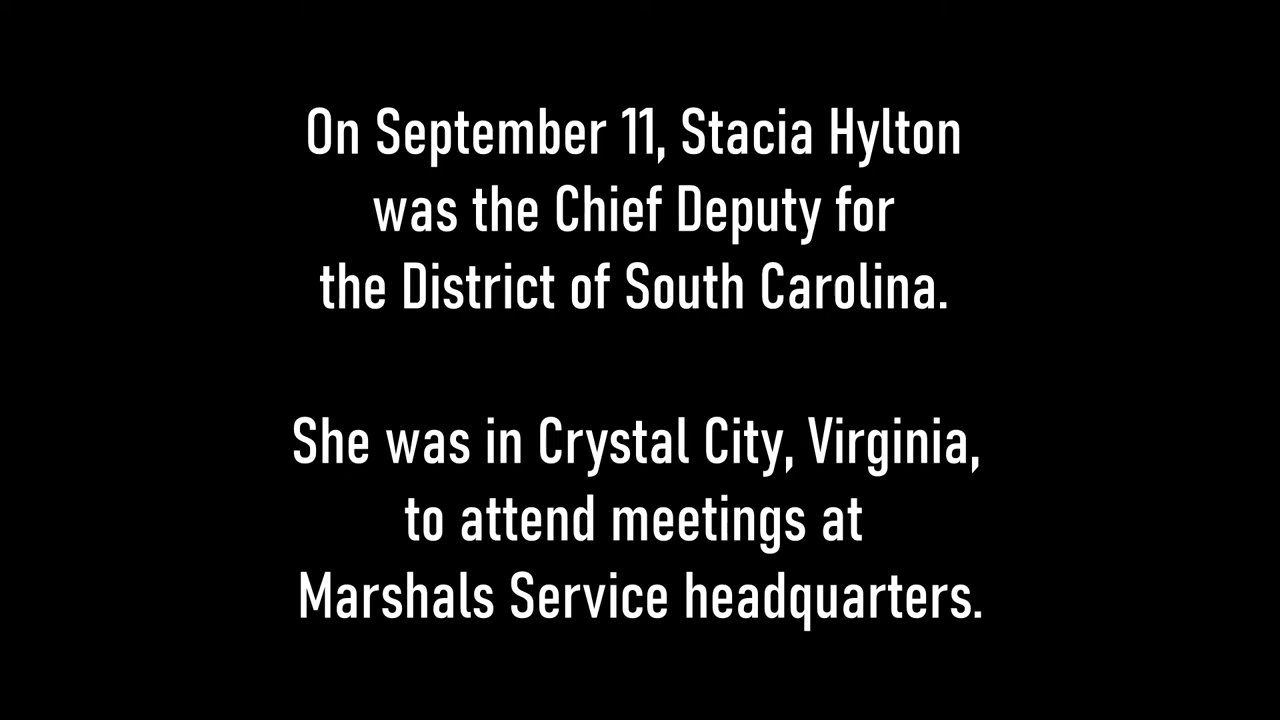 On September 11, Stacia Hylton
was the Chief Deputy for
the District of South Carolina.
She was in Crystal City, Virginia,
to attend meetings at
Marshals Service headquarters.